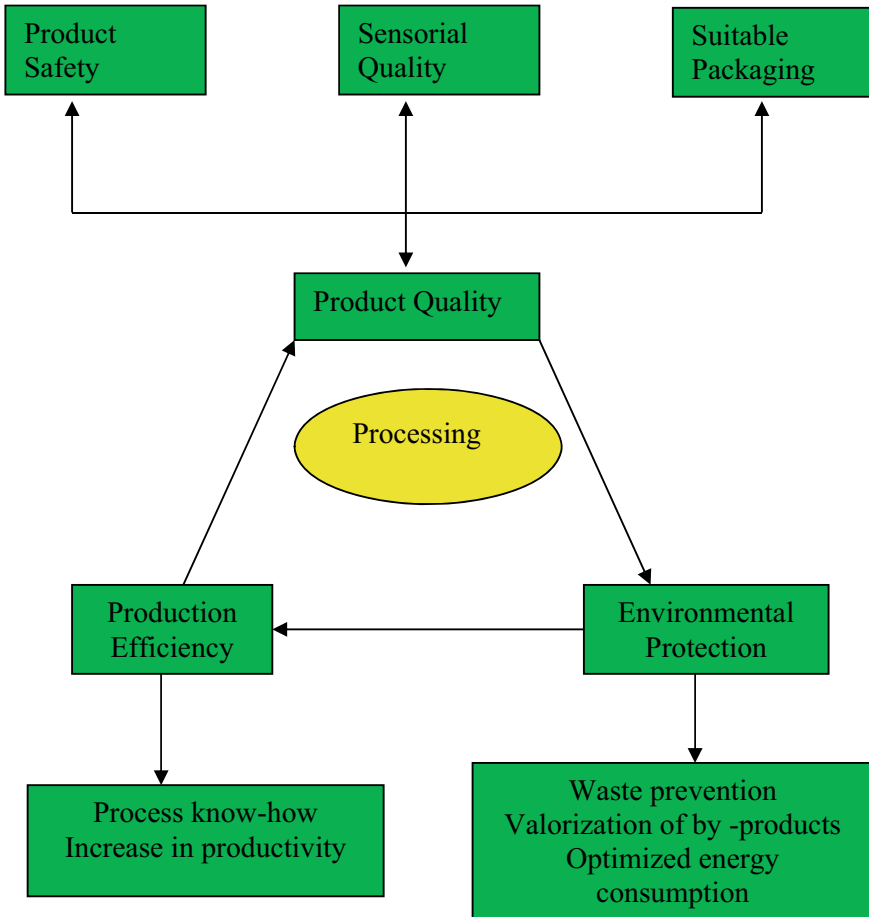 Product
Safety
Sensorial
Quality
Suitable
Packaging
Product Quality
Processing
Production
Efficiency
Environmental
Protection
Process know-how
Increase in productivity
Waste prevention
Valorization of by -products
Optimized energy
consumption